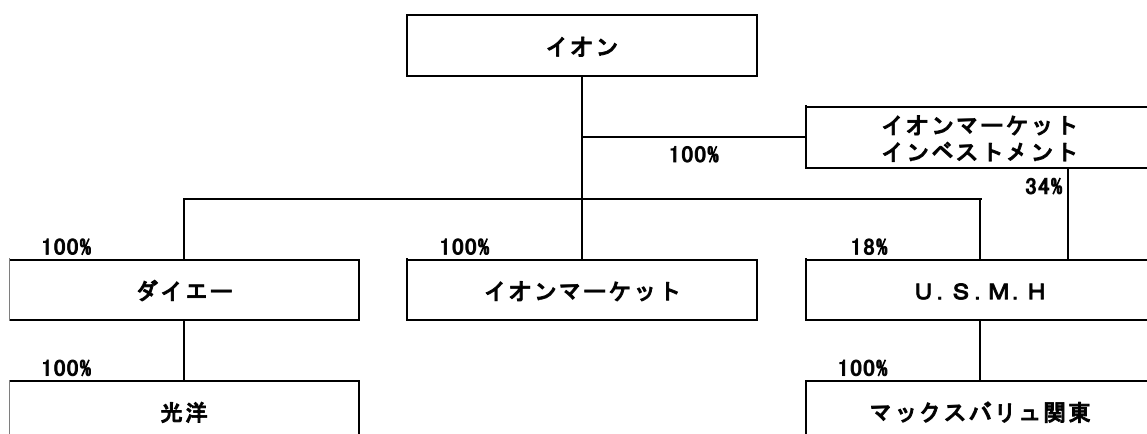 イオン
イオンマーケット
インベストメント
100%
34%
100%
100%
18%
ダイエー
イオンマーケット
Ｕ．Ｓ．Ｍ．Ｈ
100%
100%
光洋
マックスバリュ関東